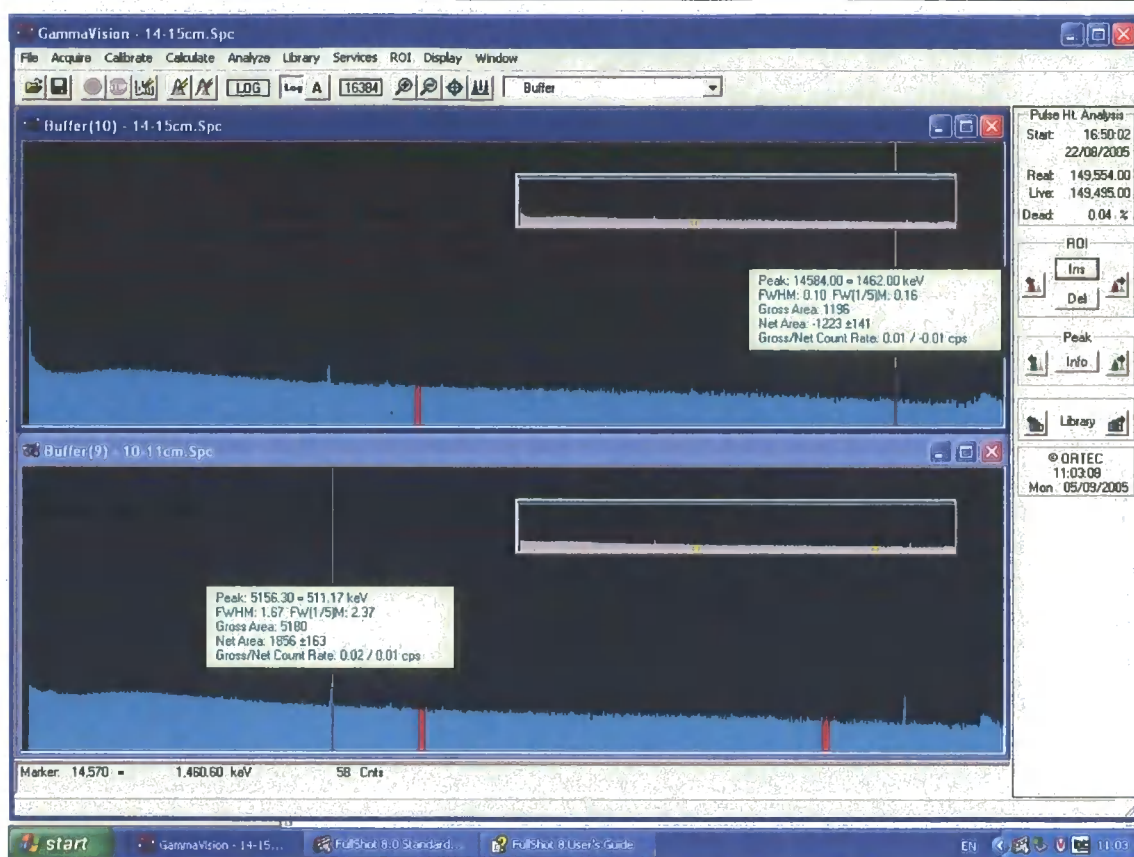 GammaVision - 14-15cm.Spc
File Acquire Calibrate Calculate Analyze Library Services ROI Display Window
LOG Log A 16384 Buffer
Buffer(10) - 14-15cm.Spc
Peak: 14584.00 = 1462.00 keV
FWHM: 0.10 FW(1/5)M: 0.16
Gross Area: 1196
Net Area: -1223 ±141
Gross/Net Count Rate: 0.01 / -0.01 cps
Buffer(9) - 10-11cm.Spc
Peak: 5156.30 = 511.17 keV
FWHM: 1.67 FW(1/5)M: 2.37
Gross Area: 5180
Net Area: 1856 ±163
Gross/Net Count Rate: 0.02 / 0.01 cps
Marker: 14,570 = 1,460.60 keV 58 Cnts
Pulse Ht. Analysis
Start: 16:50:02
22/08/2005
Real: 149,554.00
Live: 149,495.00
Dead: 0.04 %
ROI
Ins
Del
Peak
Info
Library
© ORTEC
11:03:09
Mon 05/09/2005
start GammaVision - 14-15... FullShot 8.0 Standard... FullShot 8 User's Guide EN 11:03